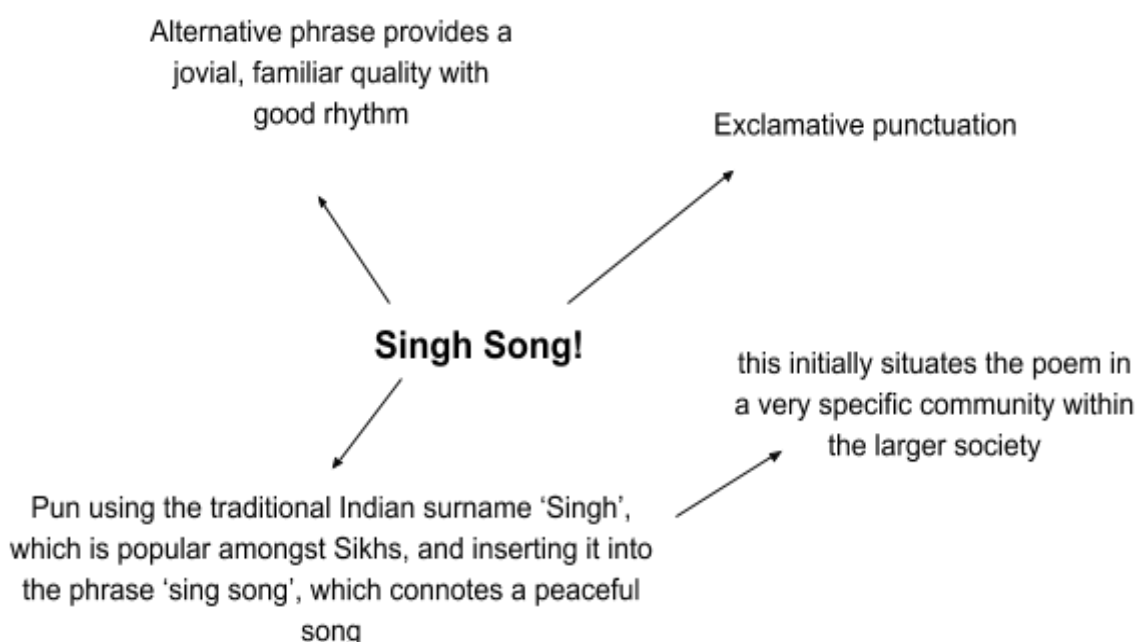 Alternative phrase provides a
jovial, familiar quality with
good rhythm
Exclamative punctuation
Singh Song!
this initially situates the poem in
a very specific community within
the larger society
Pun using the traditional Indian surname ‘Singh’,
which is popular amongst Sikhs, and inserting it into
the phrase ‘sing song’, which connotes a peaceful
song